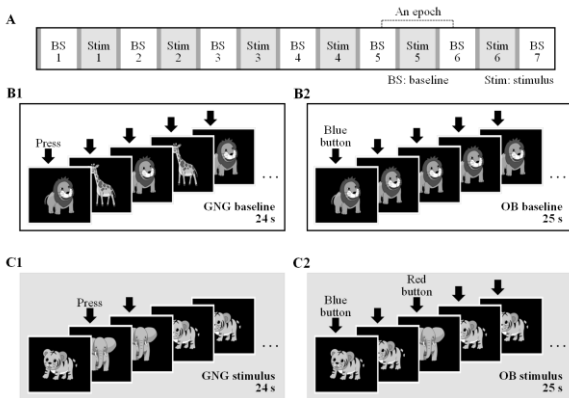 A
An epoch
BS Stim BS Stim BS Stim BS Stim BS Stim BS Stim BS
1 1 2 2 3 3 4 4 5 5 6 6 7
BS: baseline Stim: stimulus
B1
Press
...
GNG baseline
24 s
B2
Blue
button
...
OB baseline
25 s
C1
Press
...
GNG stimulus
24 s
C2
Blue
button
Red
button
...
OB stimulus
25 s